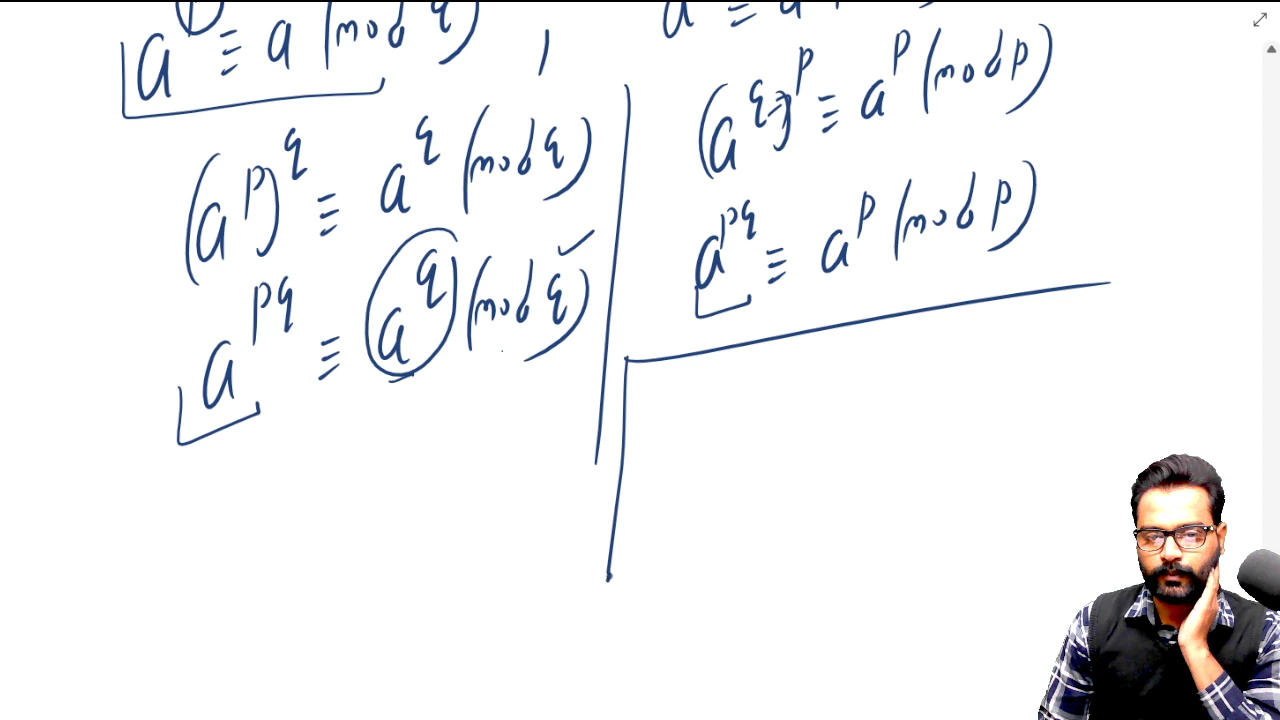 a^p ≡ a (mod q) ,
(a^p)^q ≡ a^q (mod q)
a^pq ≡ a^q (mod q) ✓
a ≡ a
(a^q)^p ≡ a^p (mod p)
a^pq ≡ a^p (mod p)